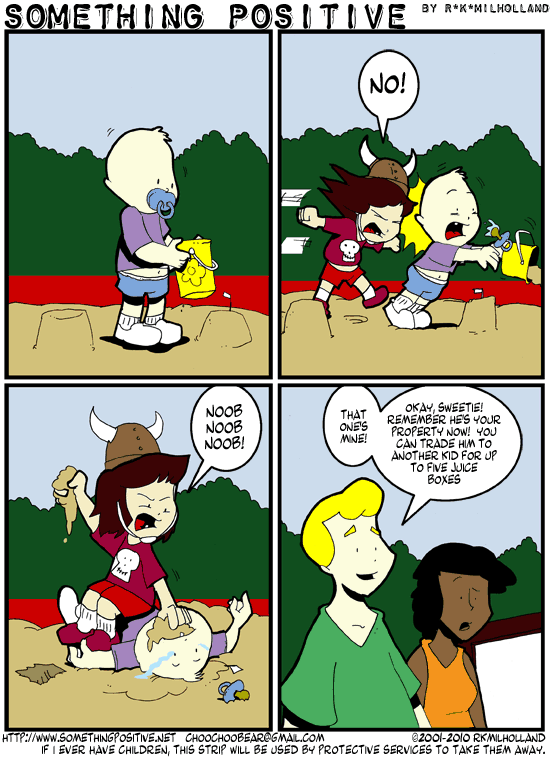 SOMETHING POSITIVE BY R*K*MILHOLLAND
NO!
NOOB
NOOB
NOOB!
THAT
ONE'S
MINE!
OKAY, SWEETIE!
REMEMBER HE'S YOUR
PROPERTY NOW! YOU
CAN TRADE HIM TO
ANOTHER KID FOR UP
TO FIVE JUICE
BOXES
HTTP://WWW.SOMETHINGPOSITIVE.NET CHOOCHOOBEAR@GMAIL.COM ©2001-2010 RKMILHOLLAND
IF I EVER HAVE CHILDREN, THIS STRIP WILL BE USED BY PROTECTIVE SERVICES TO TAKE THEM AWAY.